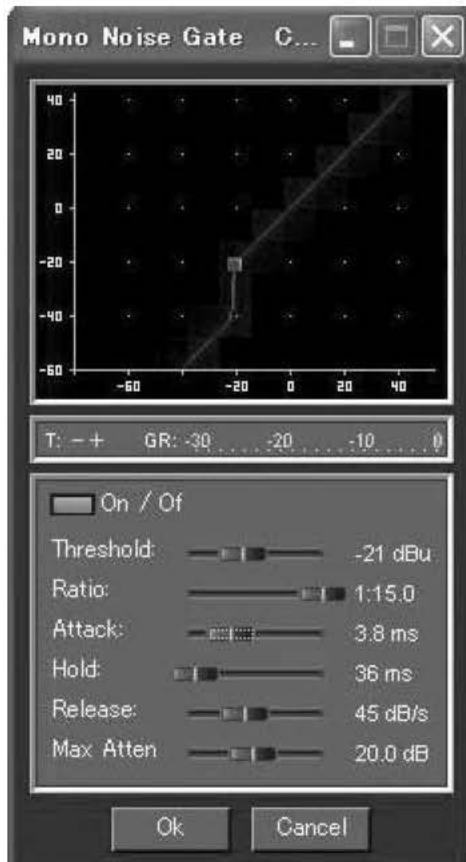 Mono Noise Gate C...
40
20
0
-20
-40
-60
-60 -20 0 20 40
T: -+ GR: -30 -20 -10 0
On / Of
Threshold: -21 dBu
Ratio: 1:15.0
Attack: 3.8 ms
Hold: 36 ms
Release: 45 dB/s
Max Atten 20.0 dB
Ok Cancel